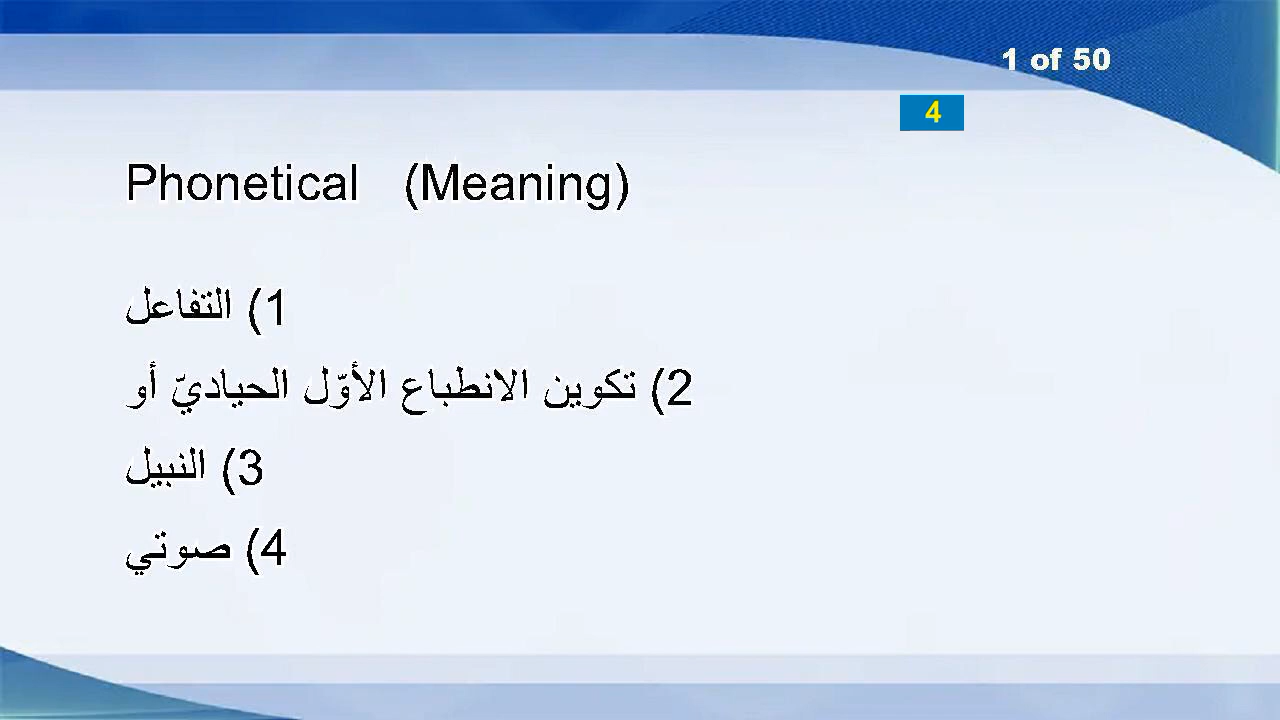 1 of 50
4
Phonetical (Meaning)
1) التفاعل
2) تكوين الانطباع الأوّل الحياديّ أو
3) النبيل
4) صوتي